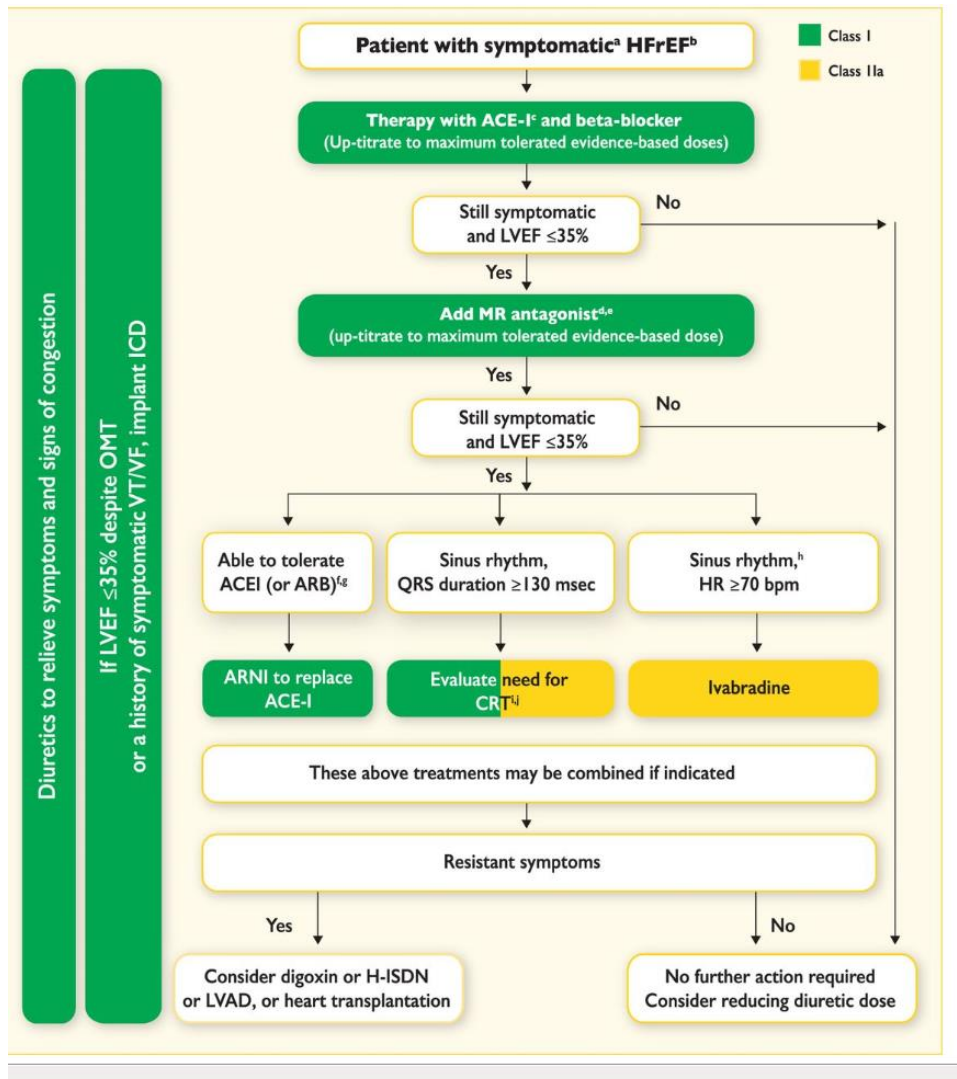 Patient with symptomaticᵃ HFrEFᵇ
Class I
Class IIa
Therapy with ACE-Iᶜ and beta-blocker
(Up-titrate to maximum tolerated evidence-based doses)
Still symptomatic
and LVEF ≤35%
No
Yes
Add MR antagonistᵈ,ᵉ
(up-titrate to maximum tolerated evidence-based dose)
Yes
Still symptomatic
and LVEF ≤35%
No
Yes
Able to tolerate
ACEI (or ARB)ᶠ,ᵍ
Sinus rhythm,
QRS duration ≥130 msec
Sinus rhythm,ʰ
HR ≥70 bpm
ARNI to replace
ACE-I
Evaluate need for
CRTⁱ,ʲ
Ivabradine
These above treatments may be combined if indicated
Resistant symptoms
Yes
No
Consider digoxin or H-ISDN
or LVAD, or heart transplantation
No further action required
Consider reducing diuretic dose
Diuretics to relieve symptoms and signs of congestion
If LVEF ≤35% despite OMT
or a history of symptomatic VT/VF, implant ICD